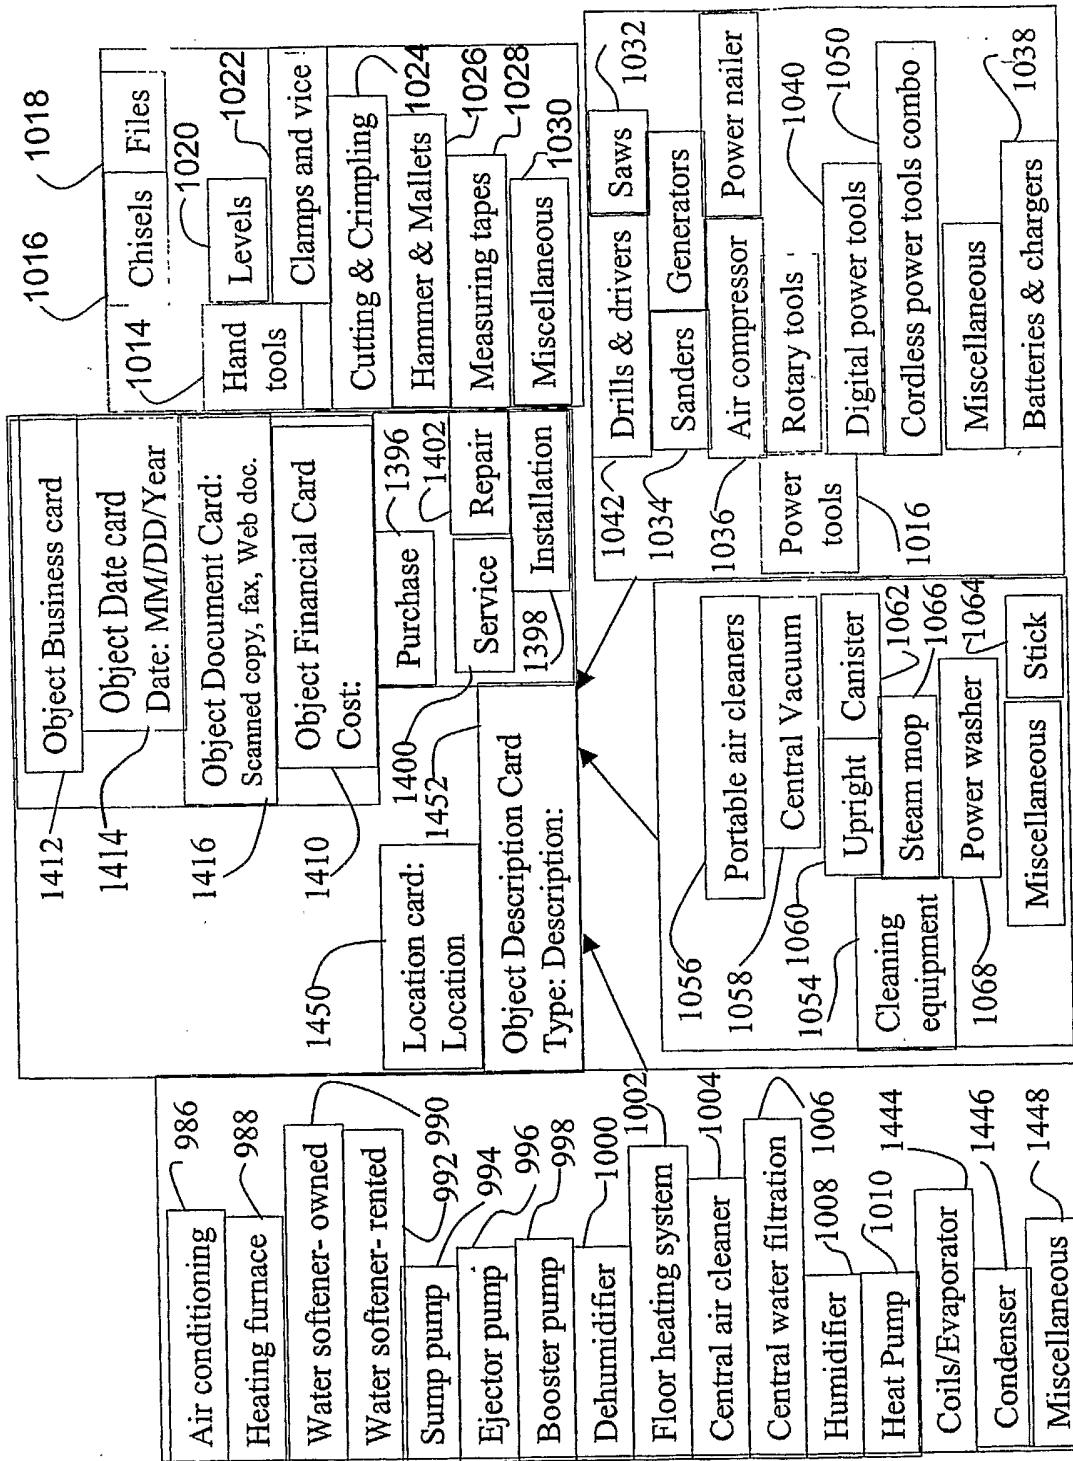 986
Air conditioning
988
Heating furnace
Water softener- owned
990
Water softener- rented
992
Sump pump
994
Ejector pump
996
Booster pump
998
Dehumidifier
1000
Floor heating system
1002
Central air cleaner
1004
Central water filtration
1006
Humidifier
1008
Heat Pump
1010
Coils/Evaporator
1444
Condenser
1446
Miscellaneous
1448
1412
Object Business card
1414
Object Date card
Date: MM/DD/Year
1416
Object Document Card:
Scanned copy, fax, Web doc.
1410
Object Financial Card
Cost:
1450
Location card:
Location
1400
1452
Purchase
1396
1402
Service
Repair
1398
Installation
Object Description Card
Type: Description:
1056
Portable air cleaners
1058
Central Vacuum
1060
Upright
Canister
1054
1062
Cleaning
equipment
Steam mop
1066
1068
Power washer
1064
Miscellaneous
Stick
1016
1018
Chisels
Files
1014
1020
Hand
tools
Levels
1022
Clamps and vice
Cutting & Crimpling
1024
Hammer & Mallets
1026
Measuring tapes
1028
Miscellaneous
1030
1042
Drills & drivers
Saws
1032
1034
Sanders
Generators
1036
Air compressor
Power nailer
Power
tools
Rotary tools
1040
1016
Digital power tools
1050
Cordless power tools combo
Miscellaneous
1038
Batteries & chargers